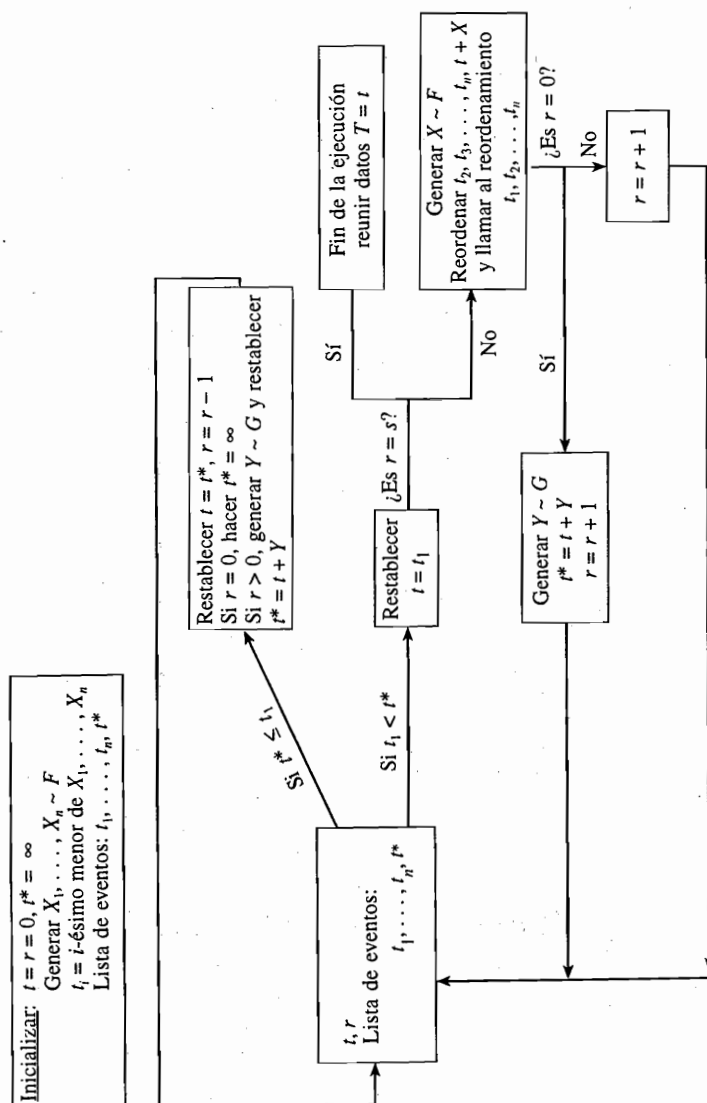 Inicializar: t = r = 0, t* = ∞
Generar X₁, . . . , Xₙ ~ F
tᵢ = i-ésimo menor de X₁, . . . , Xₙ
Lista de eventos: t₁, . . . , tₙ, t*
t, r
Lista de eventos:
t₁, . . . , tₙ, t*
Si t* ≤ t₁
Restablecer t = t*, r = r − 1
Si r = 0, hacer t* = ∞
Si r > 0, generar Y ~ G y restablecer
t* = t + Y
Si t₁ < t*
Restablecer
t = t₁
¿Es r = s?
Sí
Fin de la ejecución
reunir datos T = t
No
Generar X ~ F
Reordenar t₂, t₃, . . . , tₙ, t + X
y llamar al reordenamiento
t₁, t₂, . . . , tₙ
¿Es r = 0?
Sí
Generar Y ~ G
t* = t + Y
r = r + 1
No
r = r + 1